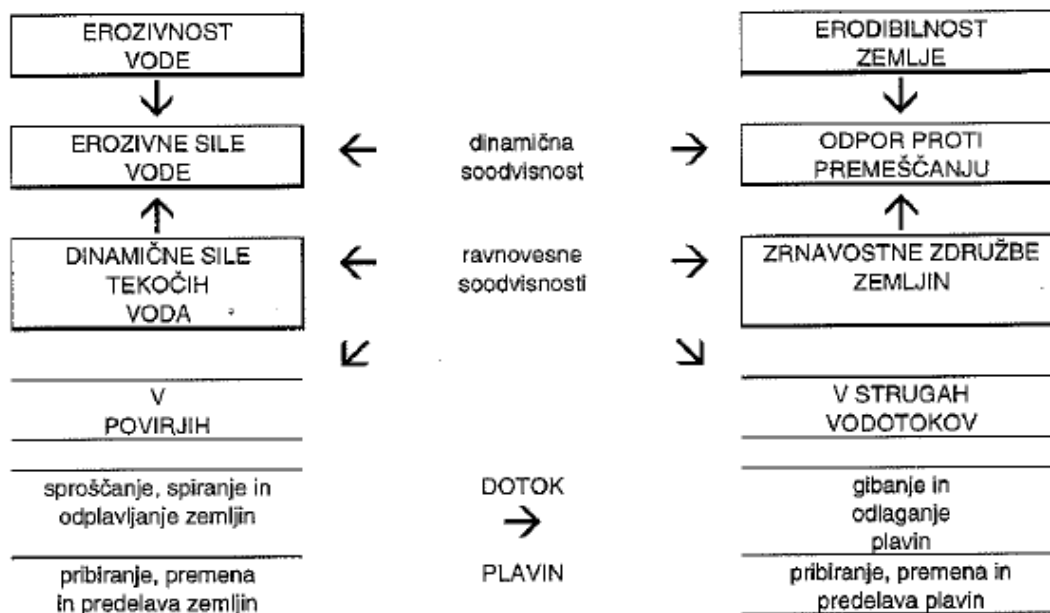 EROZIVNOST
VODE
ERODIBILNOST
ZEMLJE
EROZIVNE SILE
VODE
dinamična
soodvisnost
ODPOR PROTI
PREMEŠČANJU
DINAMIČNE SILE
TEKOČIH
VODA
ravnovesne
soodvisnosti
ZRNAVOSTNE ZDRUŽBE
ZEMLJIN
V
POVIRJIH
V STRUGAH
VODOTOKOV
sproščanje, spiranje in
odplavljanje zemljin
DOTOK
PLAVIN
gibanje in
odlaganje
plavin
pribiranje, premena
in predelava zemljin
pribiranje, premena in
predelava plavin